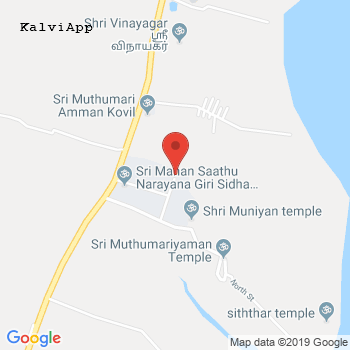 KalviApp
Shri Vinayagar
ஸ்ரீ
விநாயகர்
Sri Muthumari
Amman Kovil
Sri Mahan Saathu
Narayana Giri Sidha...
Shri Muniyan temple
Sri Muthumariyaman
Temple
North St
siththar temple
Google
Map data ©2019 Google